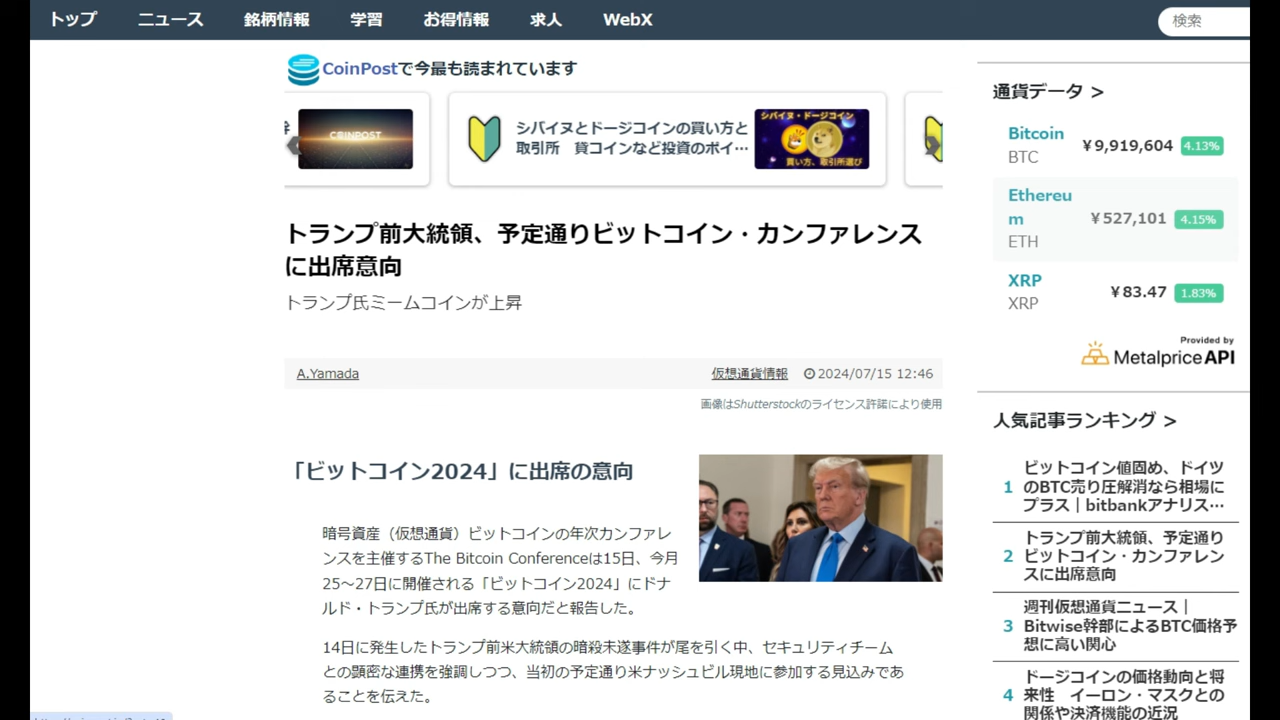 トップ ニュース 銘柄情報 学習 お得情報 求人 WebX 検索
CoinPostで今最も読まれています
COINPOST
シバイヌとドージコインの買い方と
取引所 貸コインなど投資のポイ…
シバイヌ・ドージコイン
買い方、取引所選び
トランプ前大統領、予定通りビットコイン・カンファレンス
に出席意向
トランプ氏ミームコインが上昇
A.Yamada 仮想通貨情報 2024/07/15 12:46
画像はShutterstockのライセンス許諾により使用
「ビットコイン2024」に出席の意向
暗号資産（仮想通貨）ビットコインの年次カンファレ
ンスを主催するThe Bitcoin Conferenceは15日、今月
25～27日に開催される「ビットコイン2024」にドナ
ルド・トランプ氏が出席する意向だと報告した。
14日に発生したトランプ前米大統領の暗殺未遂事件が尾を引く中、セキュリティチーム
との顕密な連携を強調しつつ、当初の予定通り米ナッシュビル現地に参加する見込みであ
ることを伝えた。
通貨データ >
Bitcoin
BTC
¥9,919,604 4.13%
Ethereu
m
ETH
¥527,101 4.15%
XRP
XRP
¥83.47 1.83%
Provided by
MetalpriceAPI
人気記事ランキング >
1
ビットコイン値固め、ドイツ
のBTC売り圧解消なら相場に
プラス｜bitbankアナリス…
2
トランプ前大統領、予定通り
ビットコイン・カンファレン
スに出席意向
3
週刊仮想通貨ニュース｜
Bitwise幹部によるBTC価格予
想に高い関心
4
ドージコインの価格動向と将
来性 イーロン・マスクとの
関係や決済機能の近況